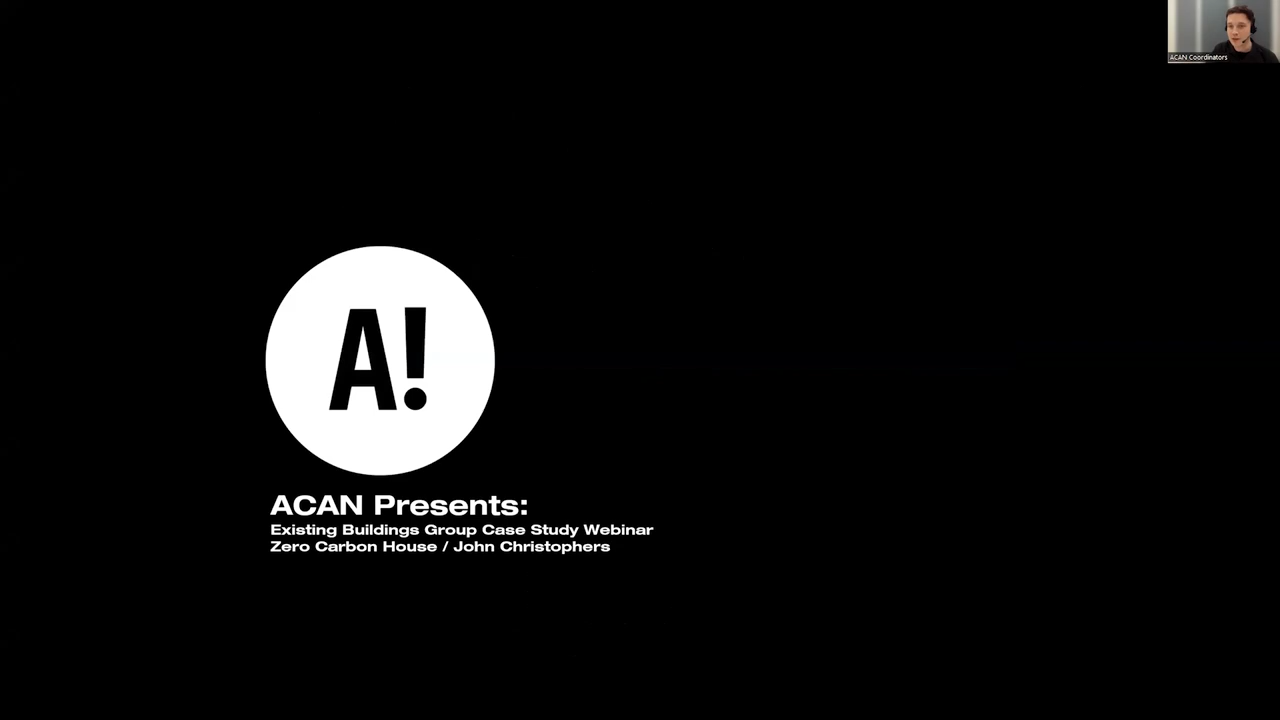 ACAN Coordinators
A!
ACAN Presents:
Existing Buildings Group Case Study Webinar
Zero Carbon House / John Christophers